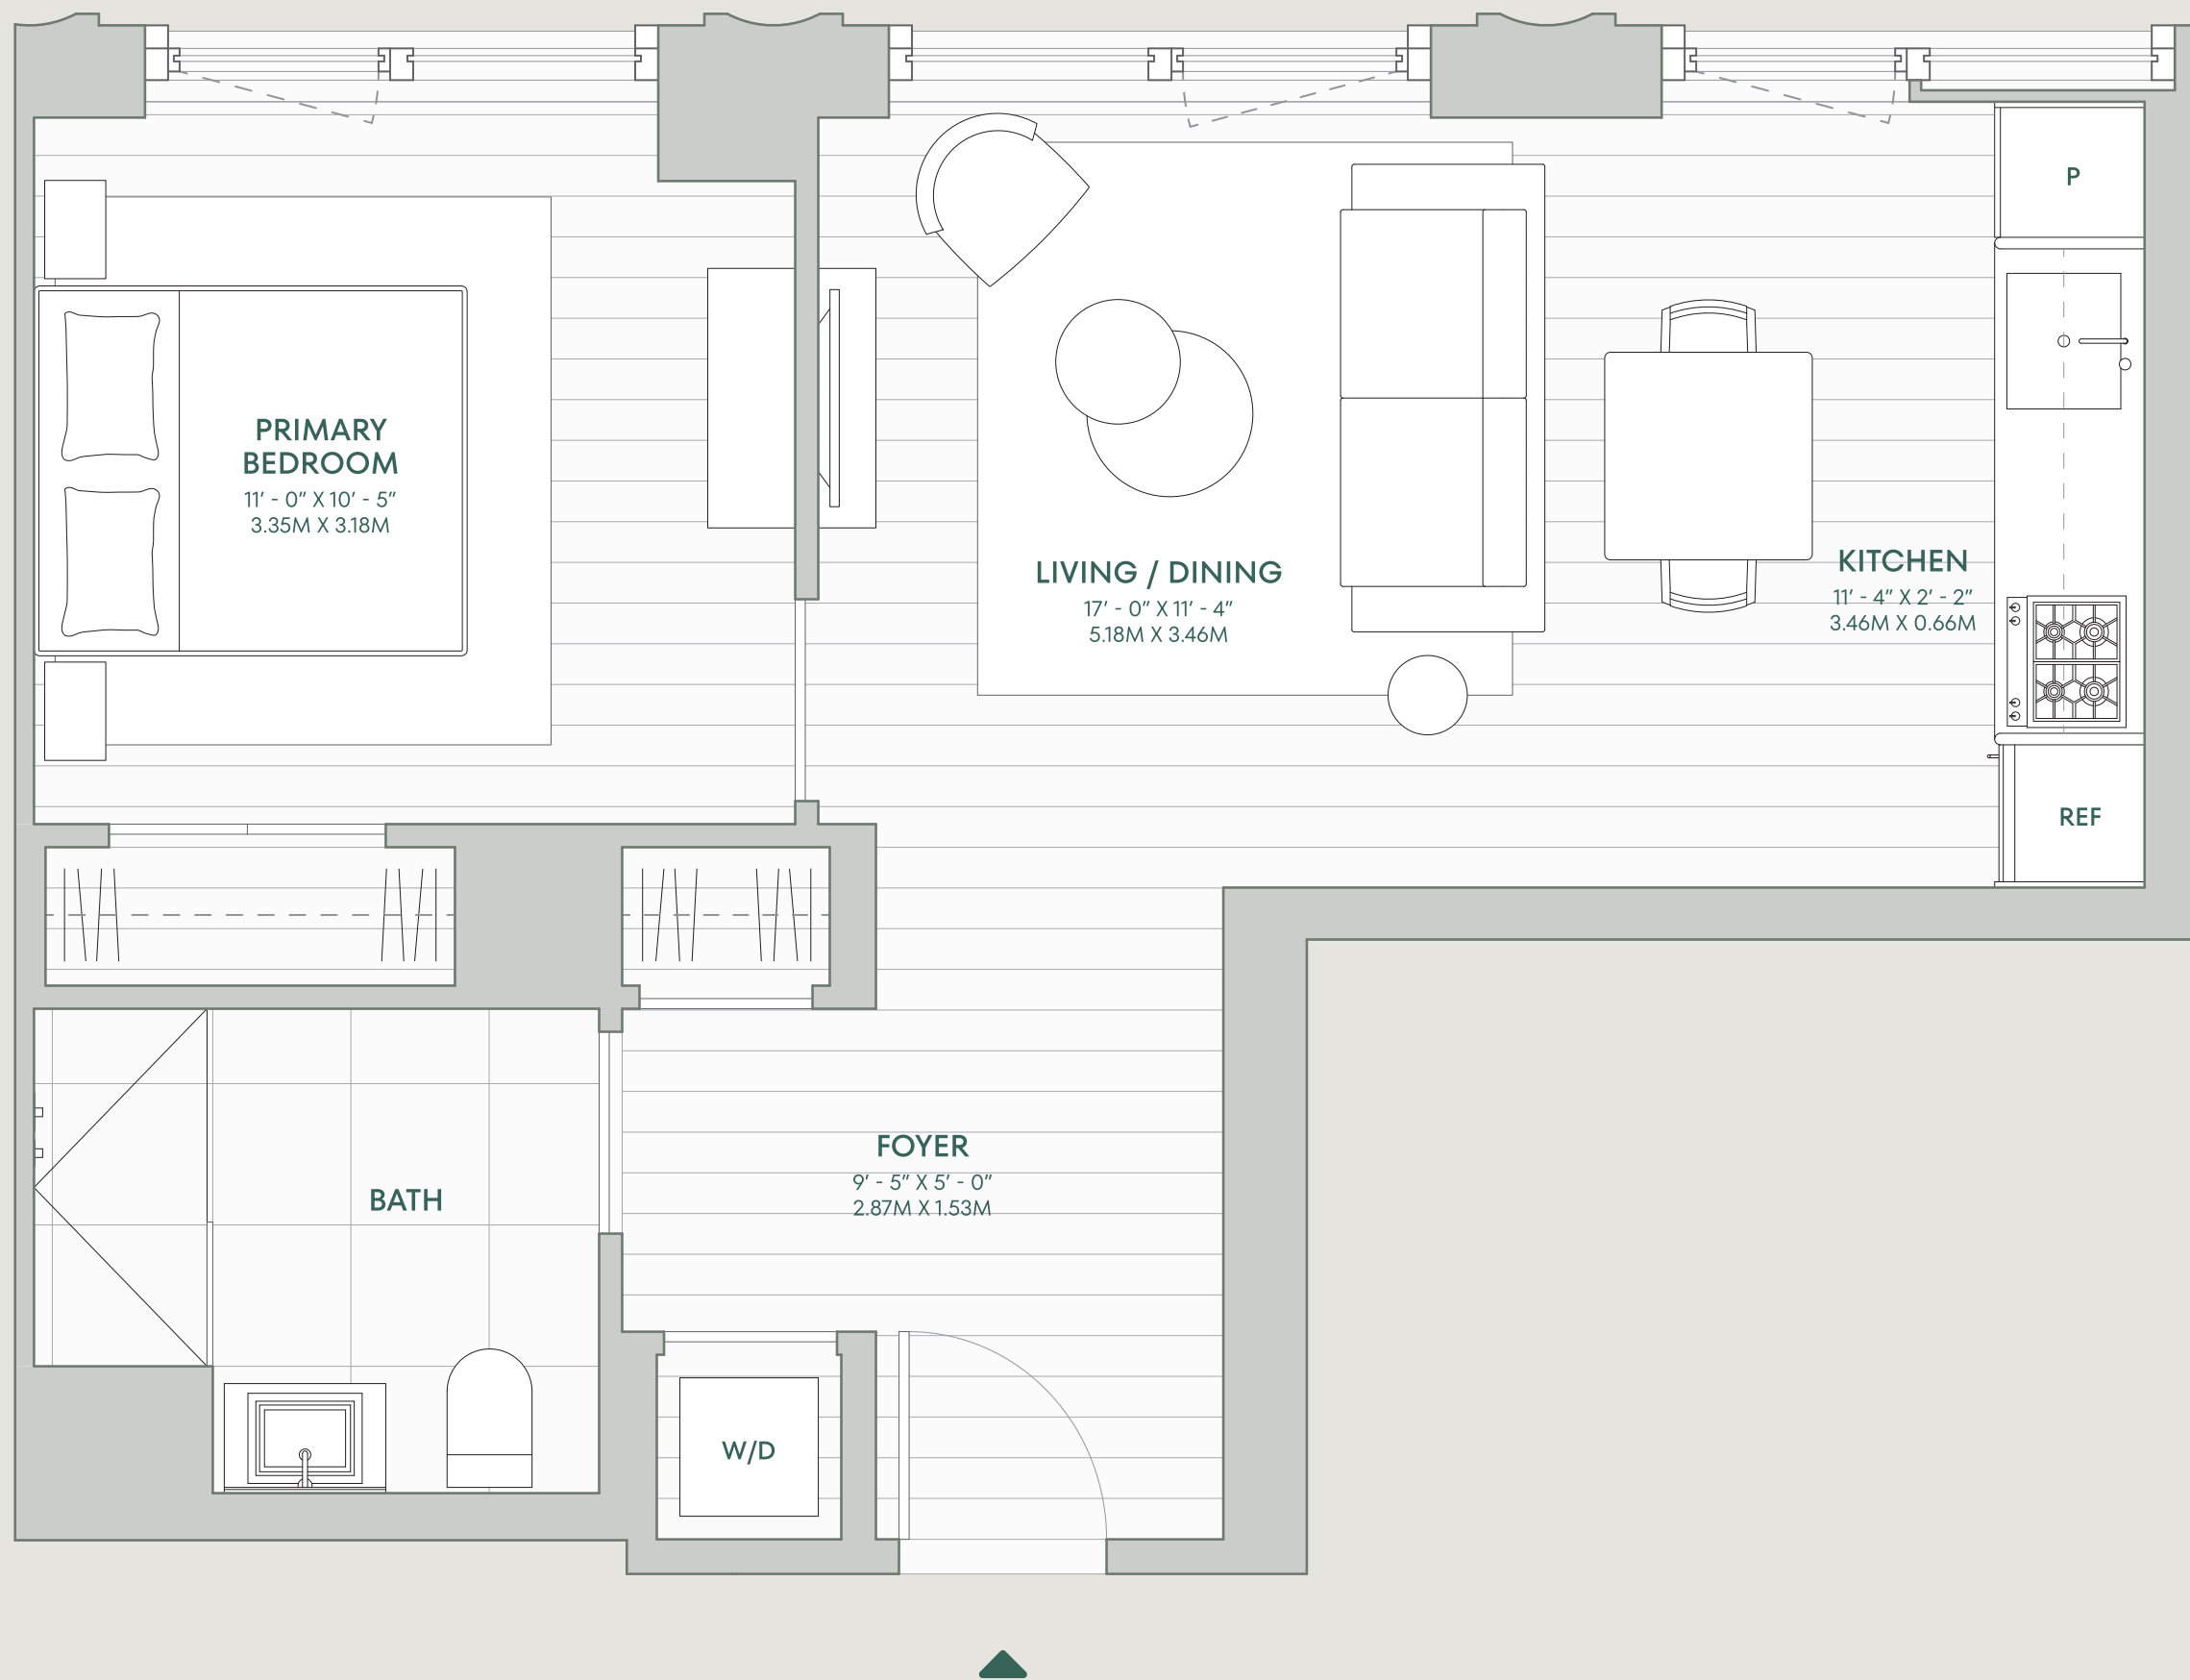 P
PRIMARY
BEDROOM
11’ - 0” X 10’ - 5”
3.35M X 3.18M
LIVING / DINING
17’ - 0” X 11’ - 4”
5.18M X 3.46M
KITCHEN
11’ - 4” X 2’ - 2”
3.46M X 0.66M
REF
BATH
FOYER
9’ - 5” X 5’ - 0”
2.87M X 1.53M
W/D